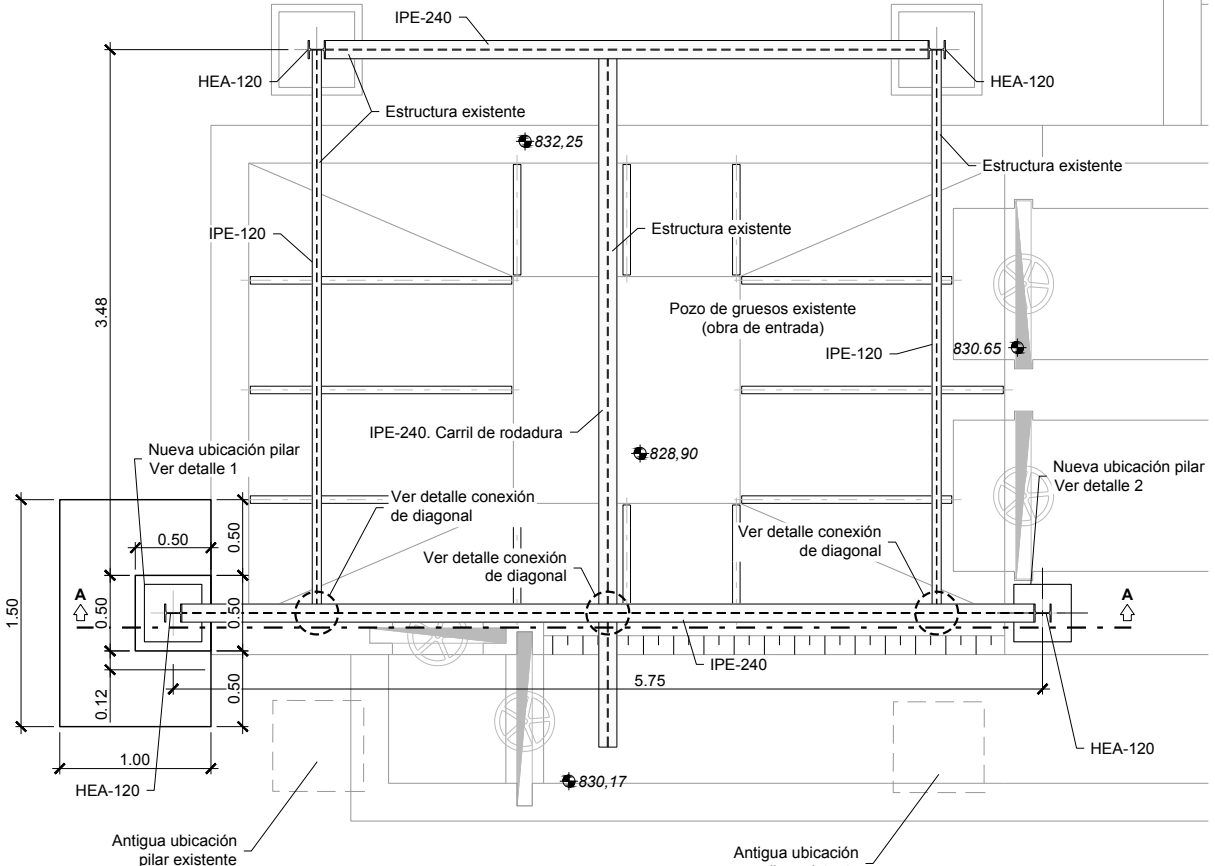 IPE-240
HEA-120
HEA-120
Estructura existente
832,25
Estructura existente
IPE-120
Estructura existente
3.48
Pozo de gruesos existente
(obra de entrada)
IPE-120
830.65
IPE-240. Carril de rodadura
828,90
Nueva ubicación pilar
Ver detalle 1
Nueva ubicación pilar
Ver detalle 2
Ver detalle conexión
de diagonal
Ver detalle conexión
de diagonal
Ver detalle conexión
de diagonal
0.50
0.50
1.50
A
0.50
0.50
A
IPE-240
5.75
0.12
0.50
1.00
HEA-120
HEA-120
830,17
Antigua ubicación
pilar existente
Antigua ubicación